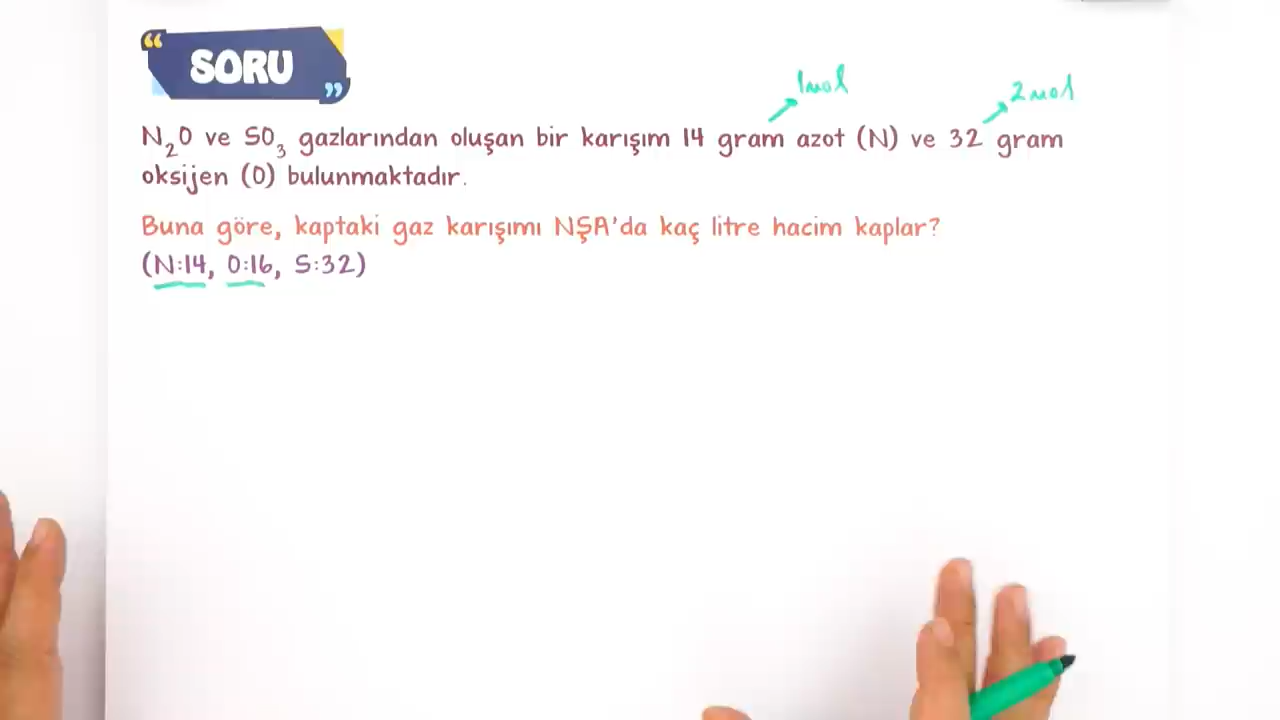 SORU
1mol
2mol
N₂O ve SO₃ gazlarından oluşan bir karışım 14 gram azot (N) ve 32 gram
oksijen (O) bulunmaktadır.
Buna göre, kaptaki gaz karışımı NŞA'da kaç litre hacim kaplar?
(N:14, O:16, S:32)